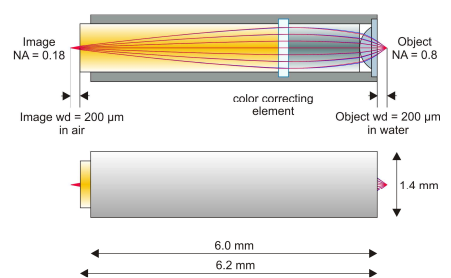 Image
NA = 0.18
Object
NA = 0.8
color correcting
element
Image wd = 200 µm
in air
Object wd = 200 µm
in water
1.4 mm
6.0 mm
6.2 mm